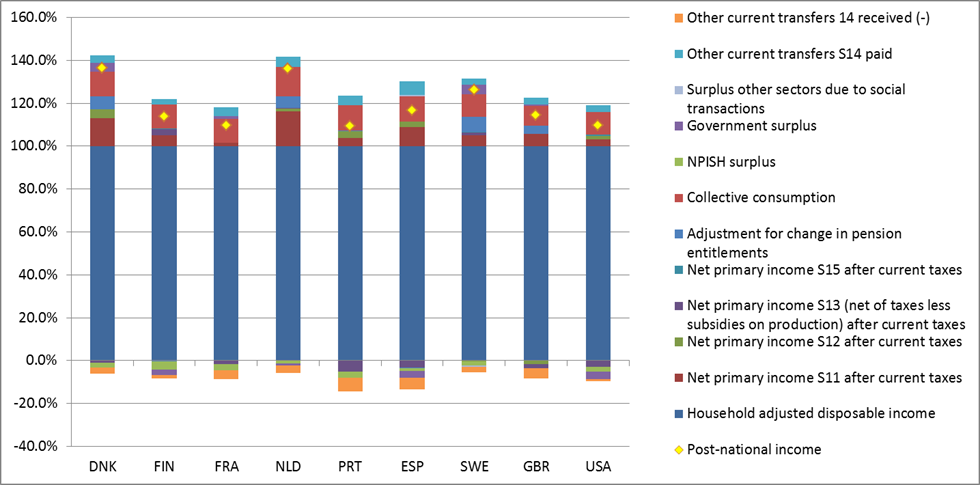 160.0%
140.0%
120.0%
100.0%
80.0%
60.0%
40.0%
20.0%
0.0%
-20.0%
-40.0%
DNK FIN FRA NLD PRT ESP SWE GBR USA
Other current transfers 14 received (-)
Other current transfers S14 paid
Surplus other sectors due to social
transactions
Government surplus
NPISH surplus
Collective consumption
Adjustment for change in pension
entitlements
Net primary income S15 after current taxes
Net primary income S13 (net of taxes less
subsidies on production) after current taxes
Net primary income S12 after current taxes
Net primary income S11 after current taxes
Household adjusted disposable income
Post-national income